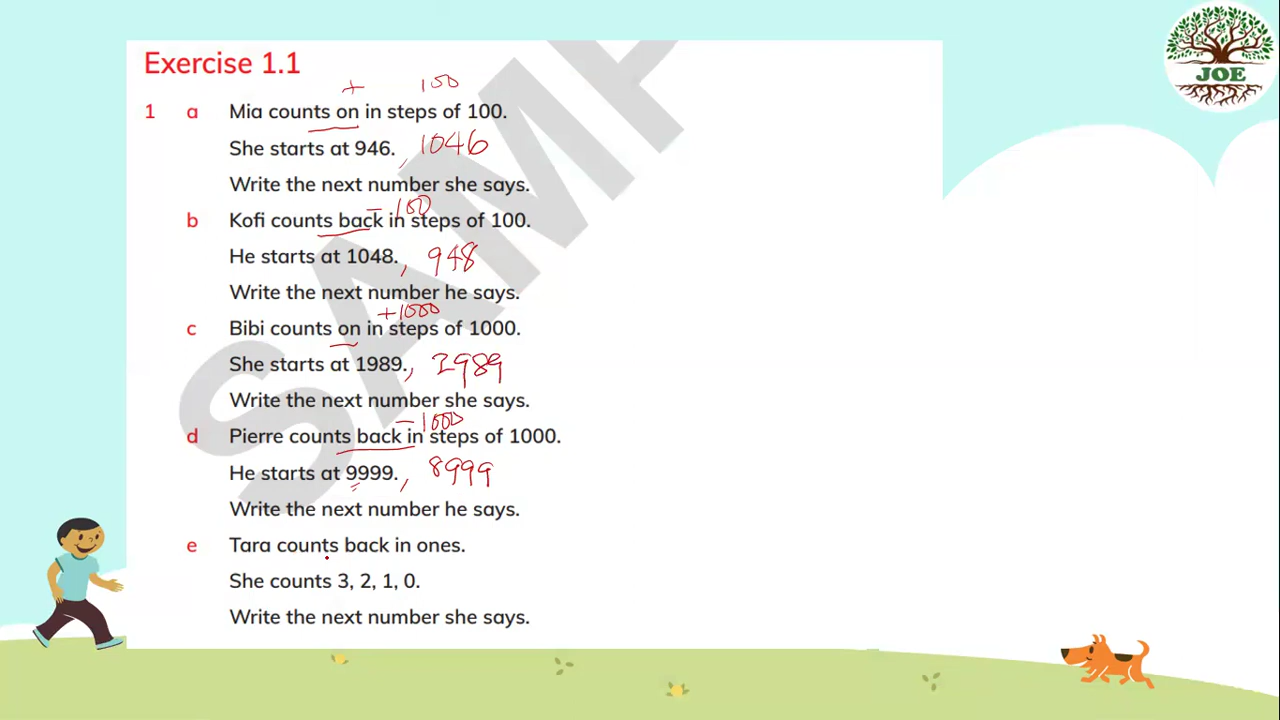 JOE
Exercise 1.1
+ 100
1 a Mia counts on in steps of 100.
She starts at 946. , 1046
Write the next number she says.
- 100
b Kofi counts back in steps of 100.
He starts at 1048. , 948
Write the next number he says.
+1000
c Bibi counts on in steps of 1000.
She starts at 1989. , 2989
Write the next number she says.
-1000
d Pierre counts back in steps of 1000.
He starts at 9999. , 8999
Write the next number he says.
e Tara counts back in ones.
She counts 3, 2, 1, 0.
Write the next number she says.
SAMP